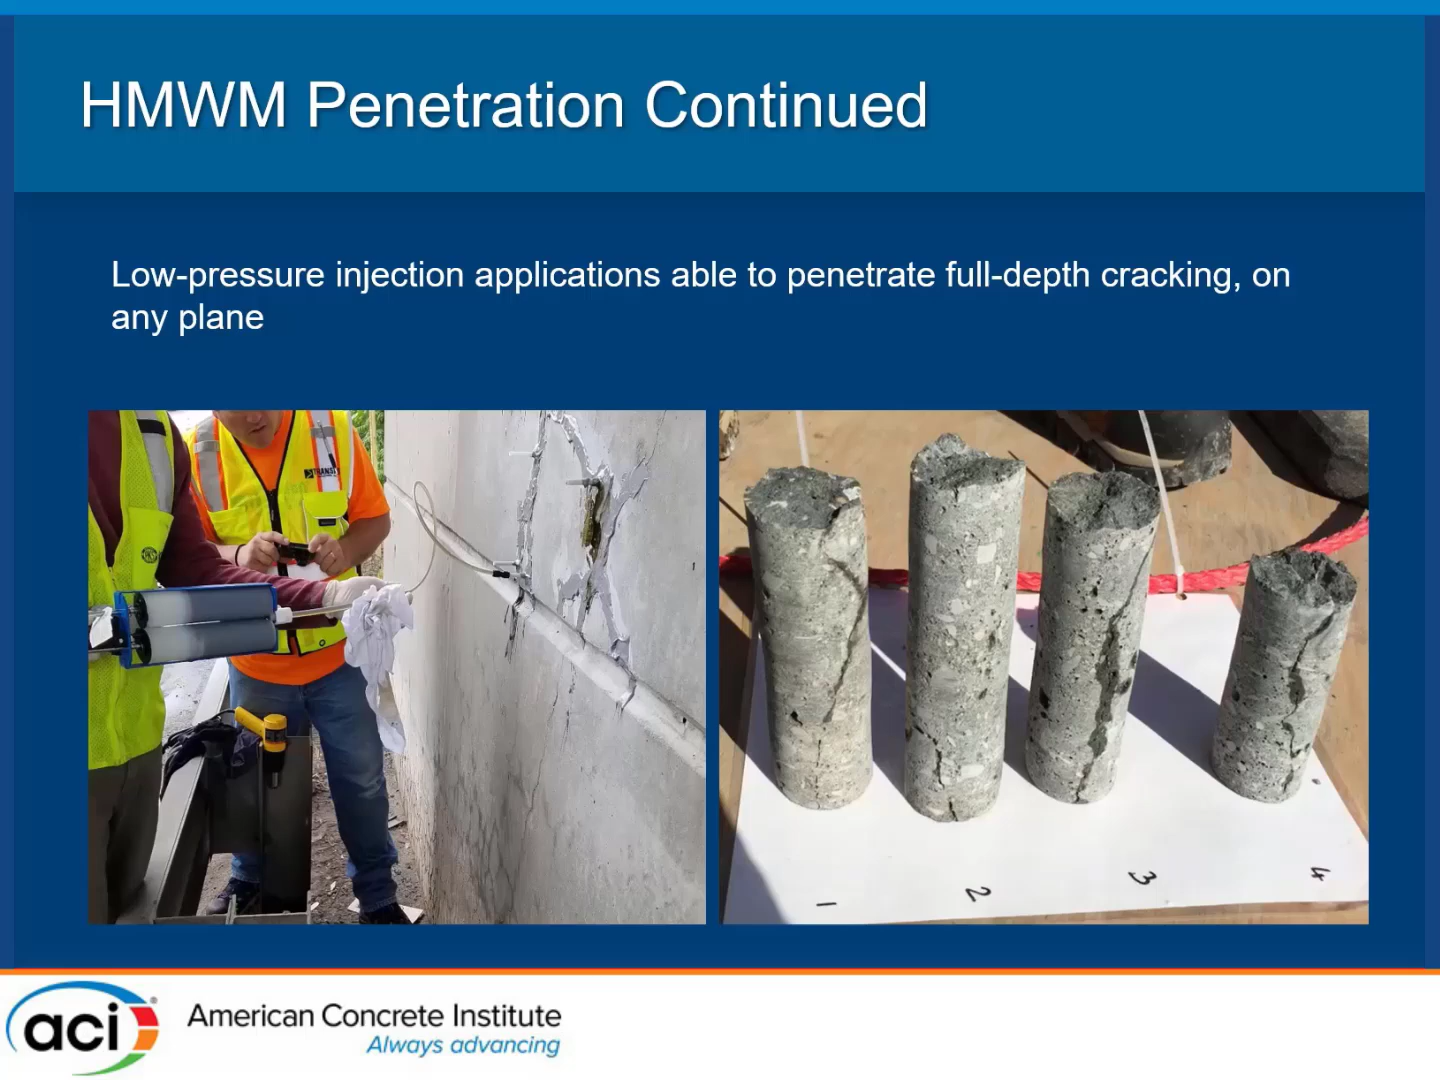 HMWM Penetration Continued
Low-pressure injection applications able to penetrate full-depth cracking, on
any plane
1
2
3
4
aci
American Concrete Institute
Always advancing